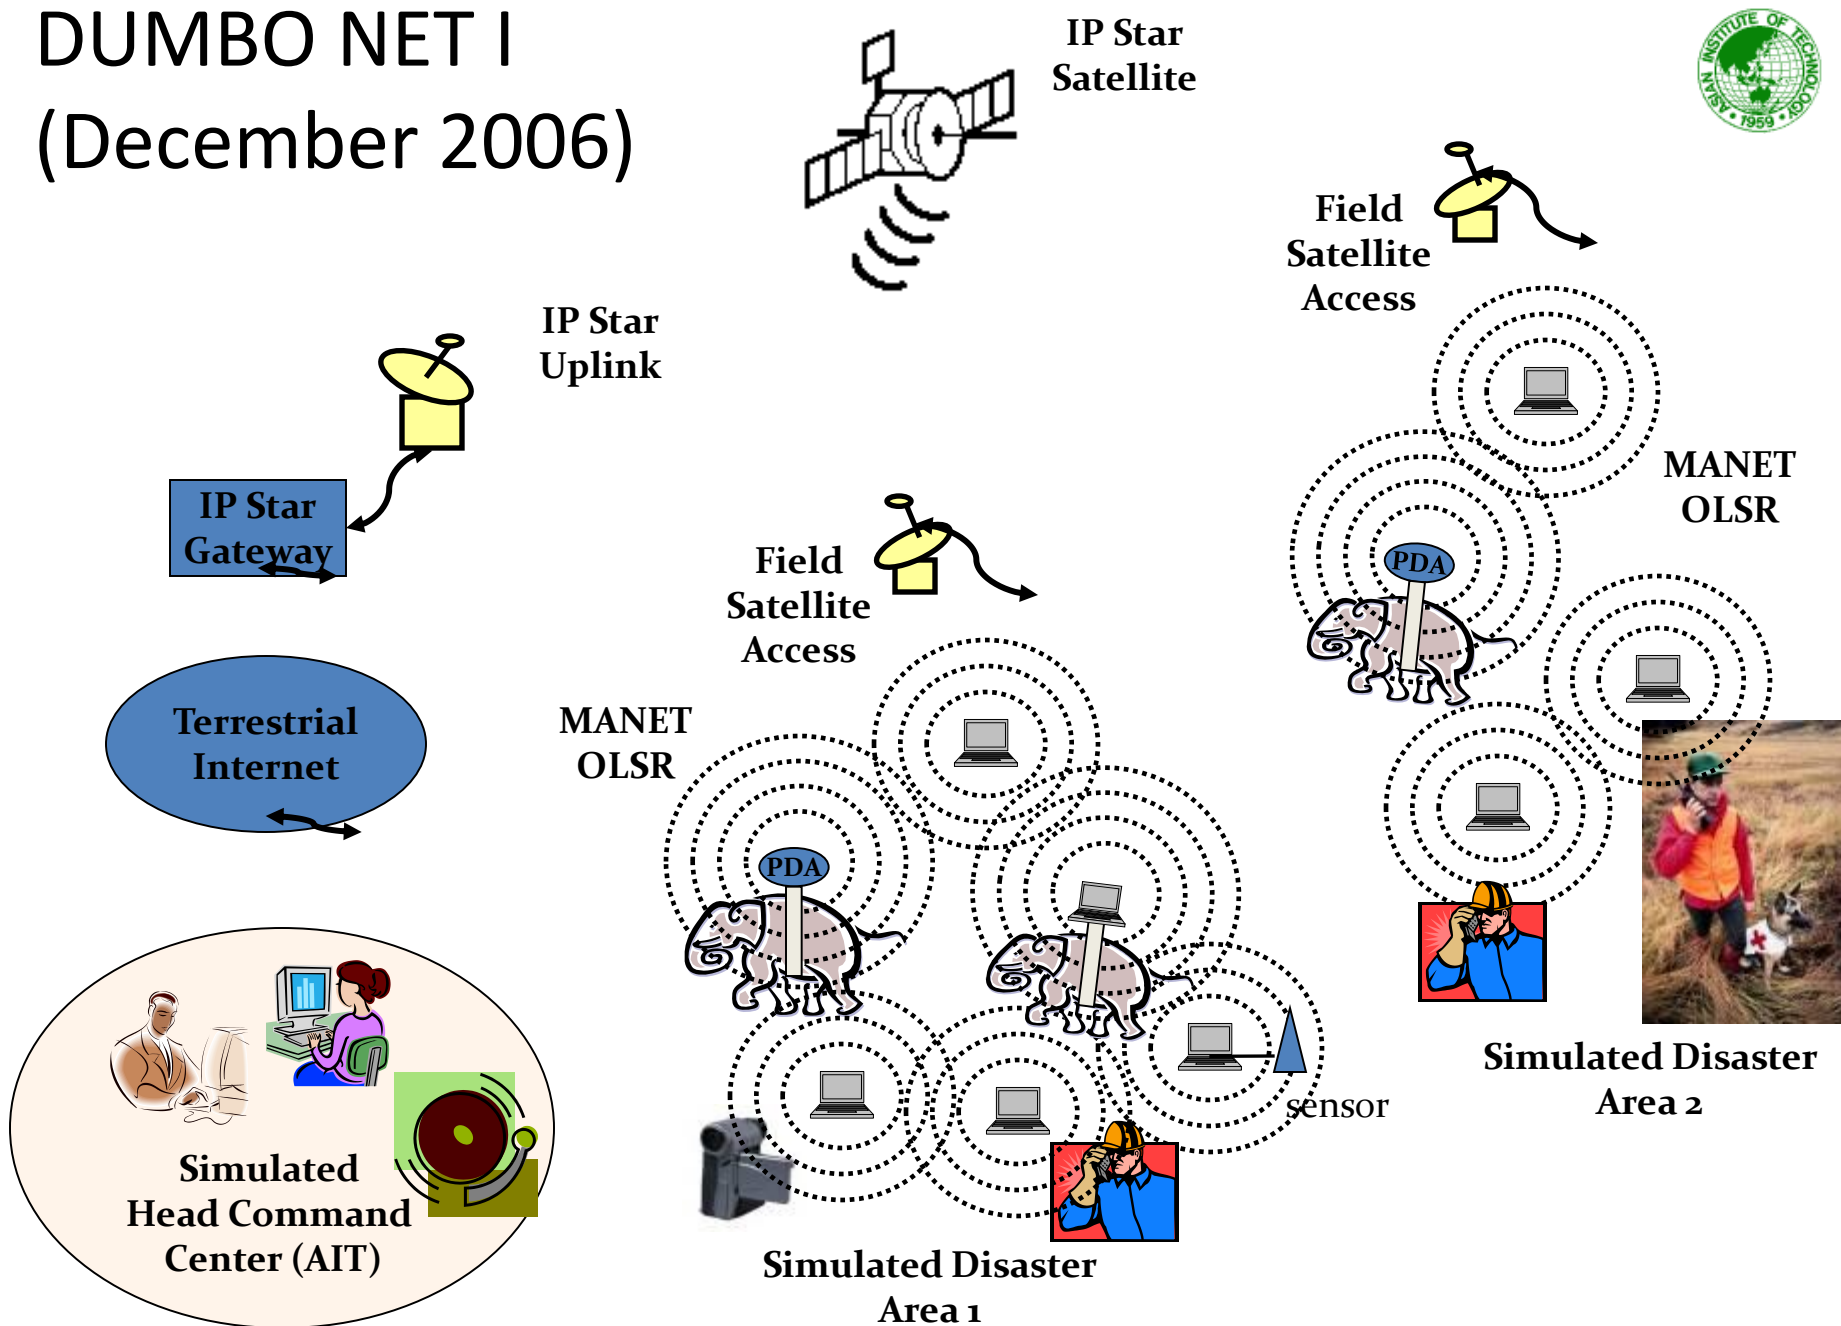 DUMBO NET I
(December 2006)
IP Star
Satellite
ASIAN INSTITUTE OF TECHNOLOGY
1959
Field
Satellite
Access
IP Star
Uplink
MANET
OLSR
IP Star
Gateway
Field
Satellite
Access
PDA
Terrestrial
Internet
MANET
OLSR
PDA
Simulated
Head Command
Center (AIT)
sensor
Simulated Disaster
Area 2
Simulated Disaster
Area 1